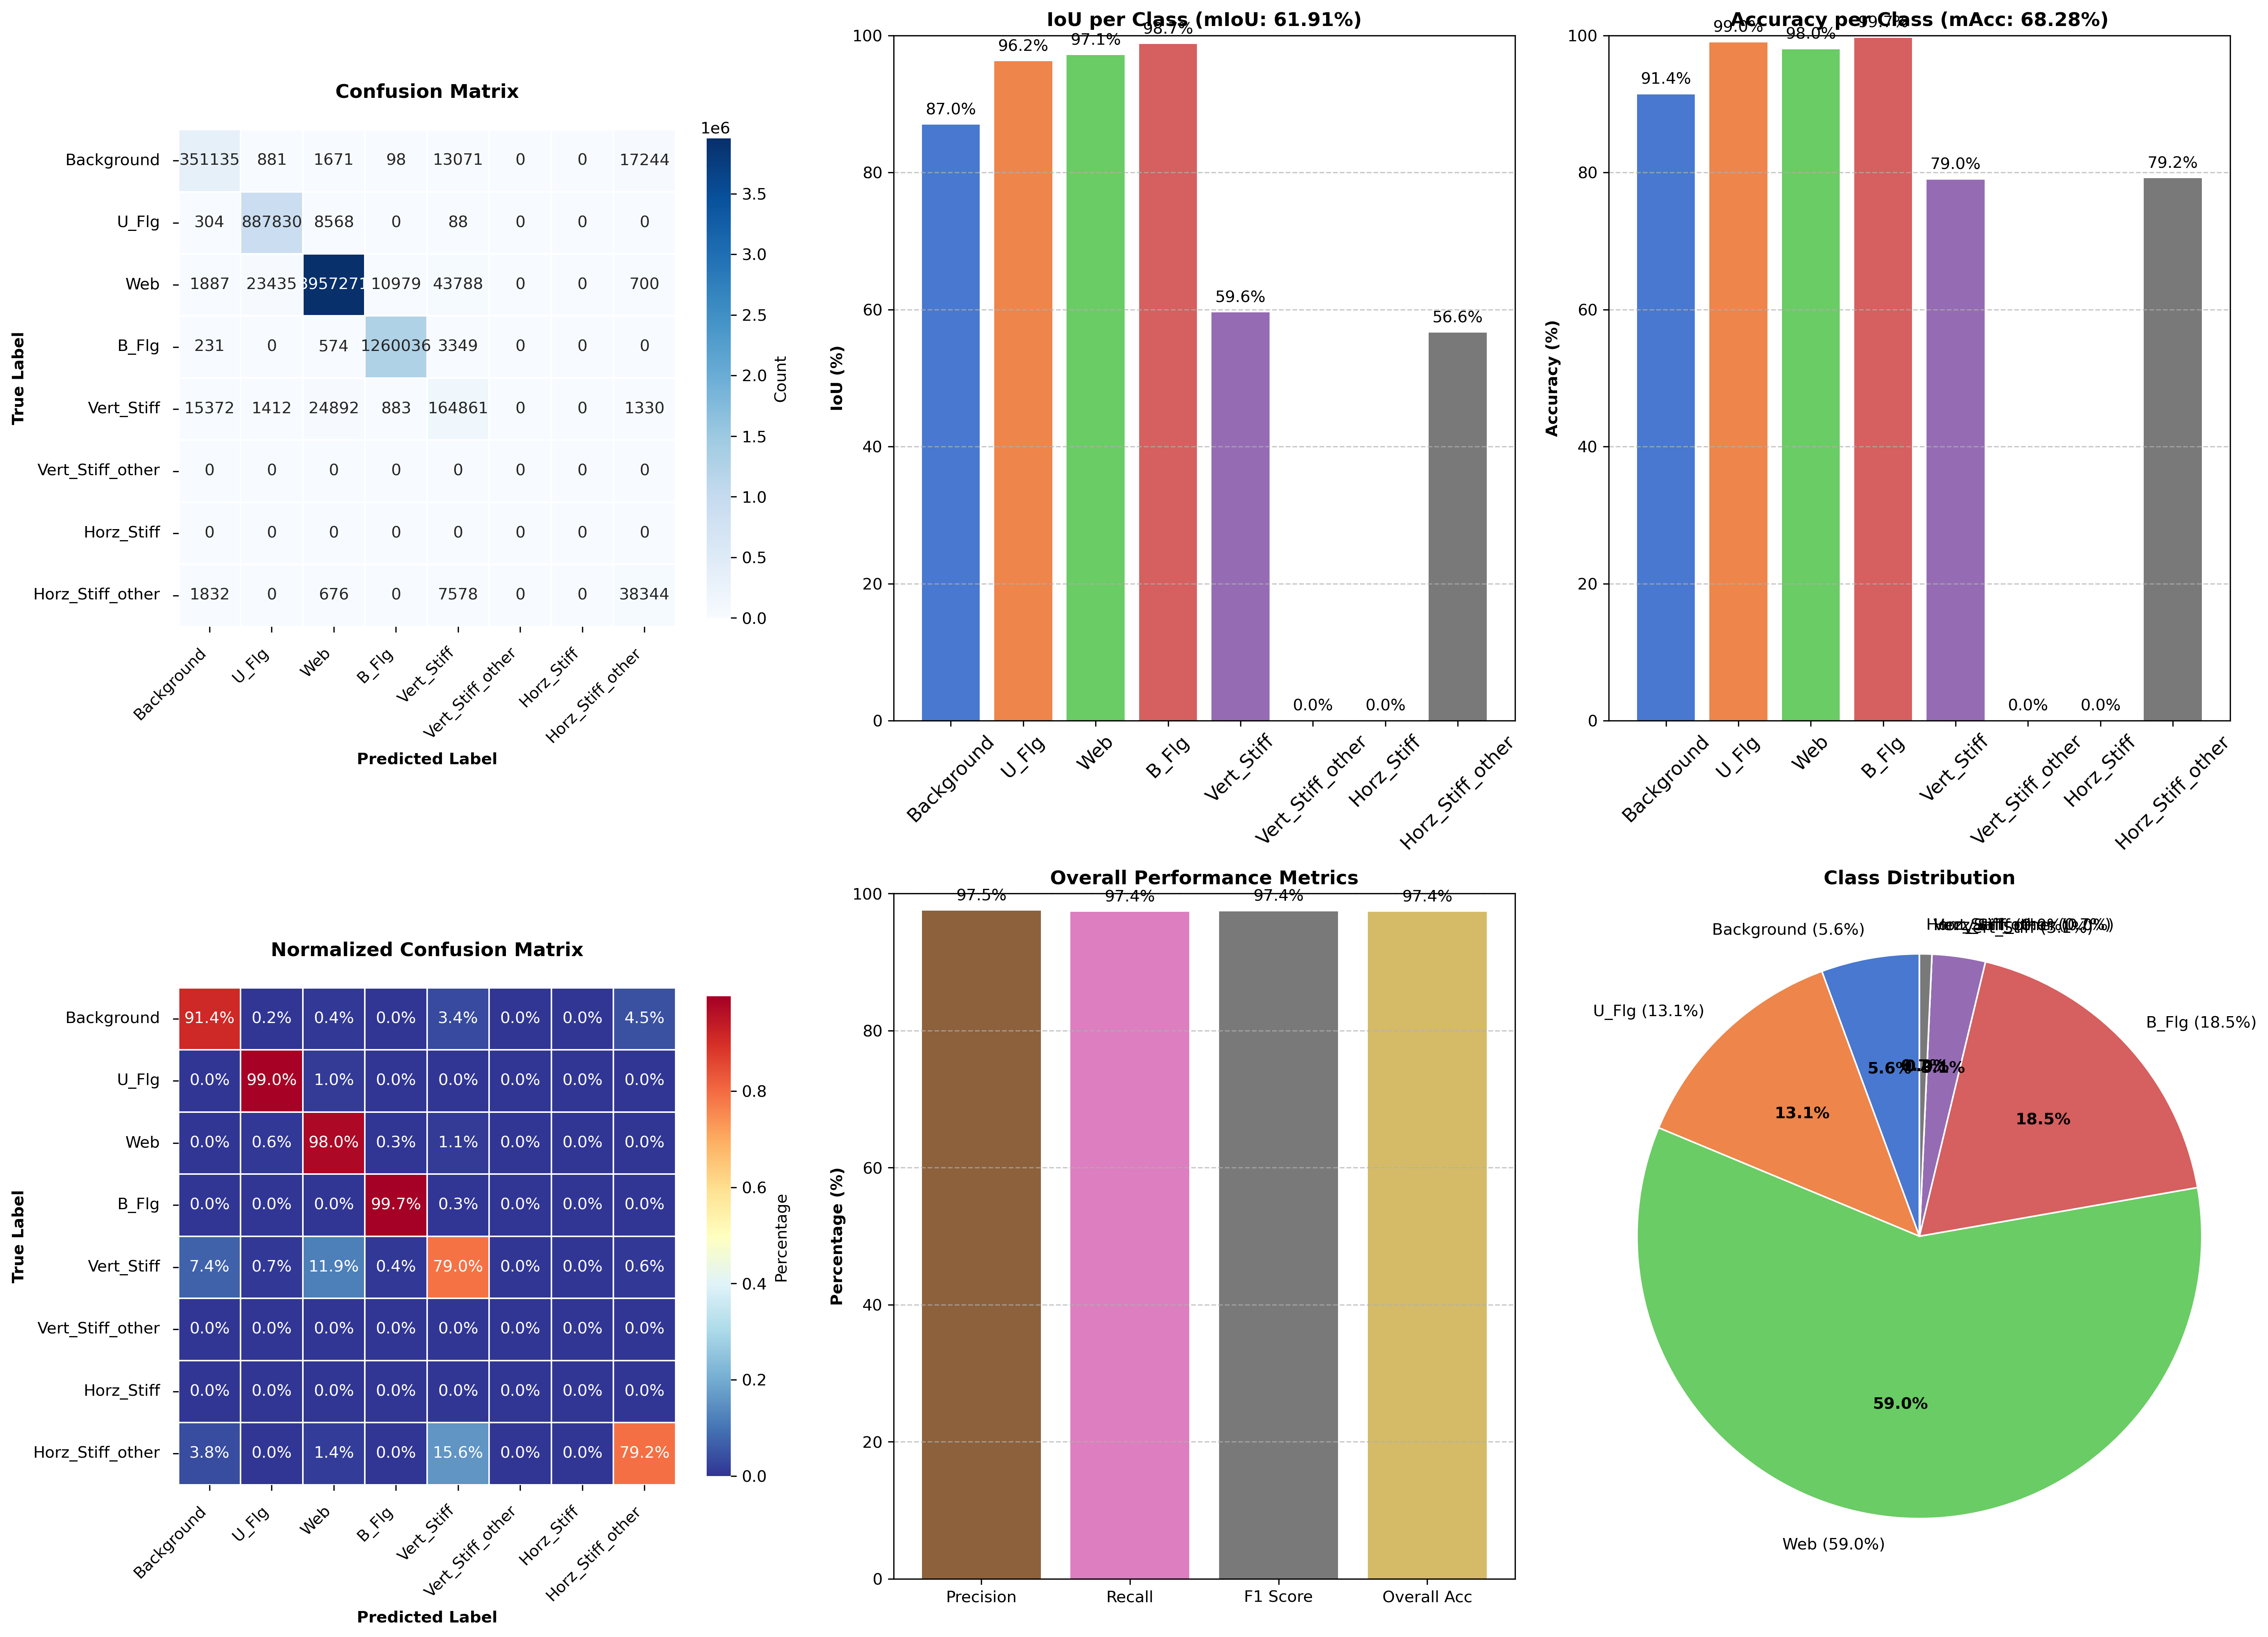 Confusion Matrix
1e6
Background 351135 881 1671 98 13071 0 0 17244
U_Flg 304 887830 8568 0 88 0 0 0
Web 1887 23435 3957271 10979 43788 0 0 700
B_Flg 231 0 574 1260036 3349 0 0 0
Vert_Stiff 15372 1412 24892 883 164861 0 0 1330
Vert_Stiff_other 0 0 0 0 0 0 0 0
Horz_Stiff 0 0 0 0 0 0 0 0
Horz_Stiff_other 1832 0 676 0 7578 0 0 38344
True Label
Background U_Flg Web B_Flg Vert_Stiff Vert_Stiff_other Horz_Stiff Horz_Stiff_other
Predicted Label
3.5
3.0
2.5
2.0
1.5
1.0
0.5
0.0
Count
IoU per Class (mIoU: 61.91%)
100
80
60
40
20
0
IoU (%)
87.0% 96.2% 97.1% 98.7% 59.6% 0.0% 0.0% 56.6%
Background U_Flg Web B_Flg Vert_Stiff Vert_Stiff_other Horz_Stiff Horz_Stiff_other
Accuracy per Class (mAcc: 68.28%)
100
80
60
40
20
0
Accuracy (%)
91.4% 99.0% 98.0% 99.7% 79.0% 0.0% 0.0% 79.2%
Background U_Flg Web B_Flg Vert_Stiff Vert_Stiff_other Horz_Stiff Horz_Stiff_other
Normalized Confusion Matrix
Background 91.4% 0.2% 0.4% 0.0% 3.4% 0.0% 0.0% 4.5%
U_Flg 0.0% 99.0% 1.0% 0.0% 0.0% 0.0% 0.0% 0.0%
Web 0.0% 0.6% 98.0% 0.3% 1.1% 0.0% 0.0% 0.0%
B_Flg 0.0% 0.0% 0.0% 99.7% 0.3% 0.0% 0.0% 0.0%
Vert_Stiff 7.4% 0.7% 11.9% 0.4% 79.0% 0.0% 0.0% 0.6%
Vert_Stiff_other 0.0% 0.0% 0.0% 0.0% 0.0% 0.0% 0.0% 0.0%
Horz_Stiff 0.0% 0.0% 0.0% 0.0% 0.0% 0.0% 0.0% 0.0%
Horz_Stiff_other 3.8% 0.0% 1.4% 0.0% 15.6% 0.0% 0.0% 79.2%
True Label
Background U_Flg Web B_Flg Vert_Stiff Vert_Stiff_other Horz_Stiff Horz_Stiff_other
Predicted Label
0.8
0.6
0.4
0.2
0.0
Percentage
Overall Performance Metrics
100
80
60
40
20
0
Percentage (%)
97.5% 97.4% 97.4% 97.4%
Precision Recall F1 Score Overall Acc
Class Distribution
Background (5.6%)
U_Flg (13.1%)
B_Flg (18.5%)
Vert_Stiff (3.1%)
5.6%
3.1%
13.1%
18.5%
59.0%
Web (59.0%)